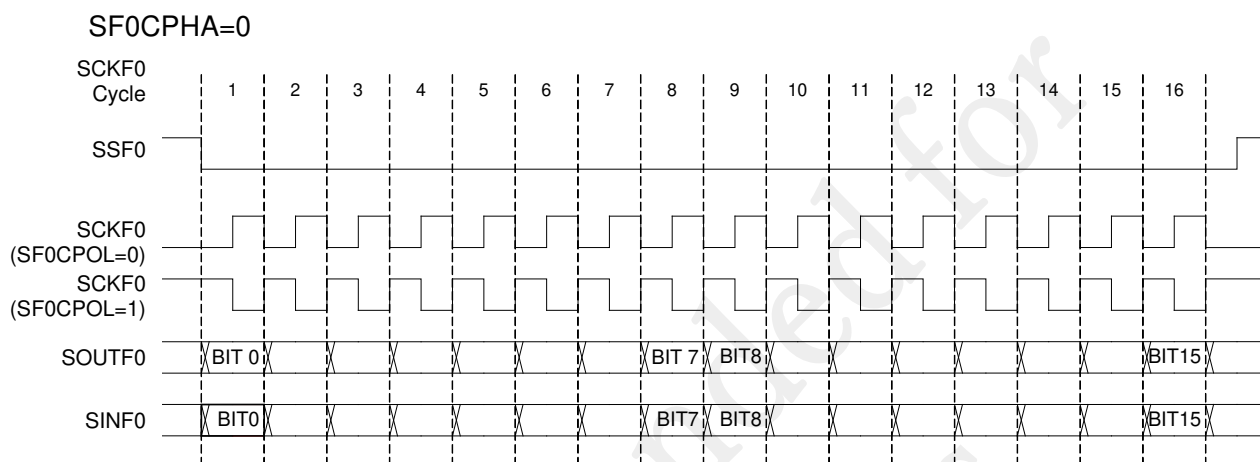 SF0CPHA=0
SCKF0
Cycle
1 2 3 4 5 6 7 8 9 10 11 12 13 14 15 16
SSF0
SCKF0
(SF0CPOL=0)
SCKF0
(SF0CPOL=1)
SOUTF0 BIT 0 BIT 7 BIT8 BIT15
SINF0 BIT0 BIT7 BIT8 BIT15
nded for